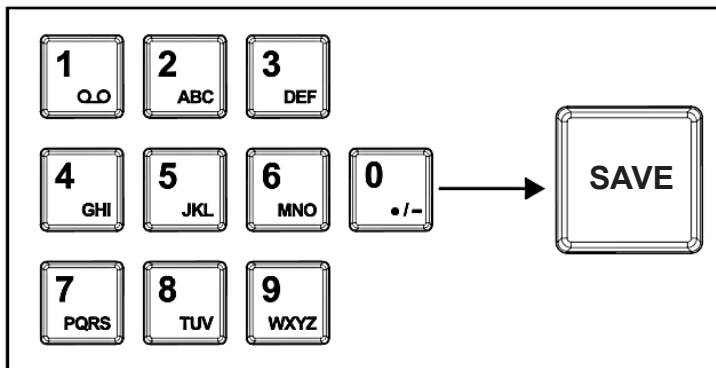 1 2 3
ABC DEF
4 5 6 0
GHI JKL MNO • / –
SAVE
7 8 9
PQRS TUV WXYZ